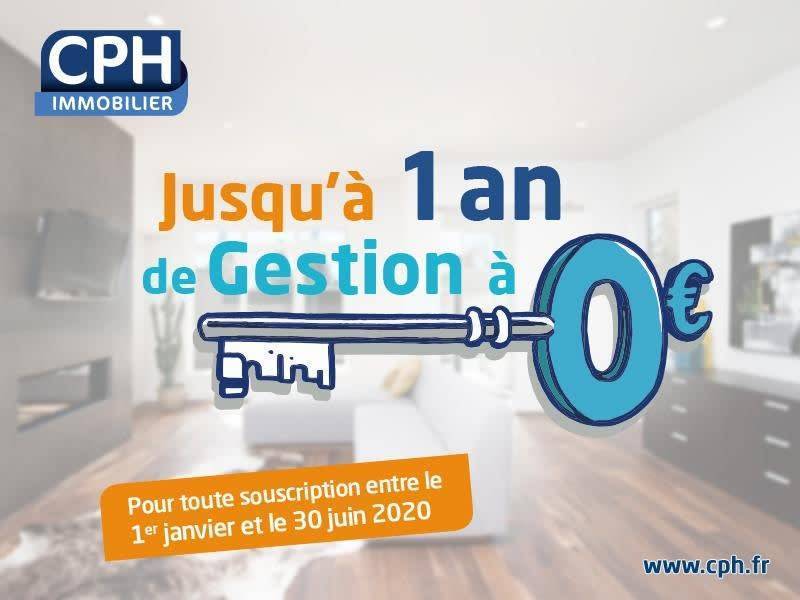 CPH
IMMOBILIER
Jusqu'à 1 an
de Gestion à 0€
Pour toute souscription entre le
1er janvier et le 30 juin 2020
www.cph.fr